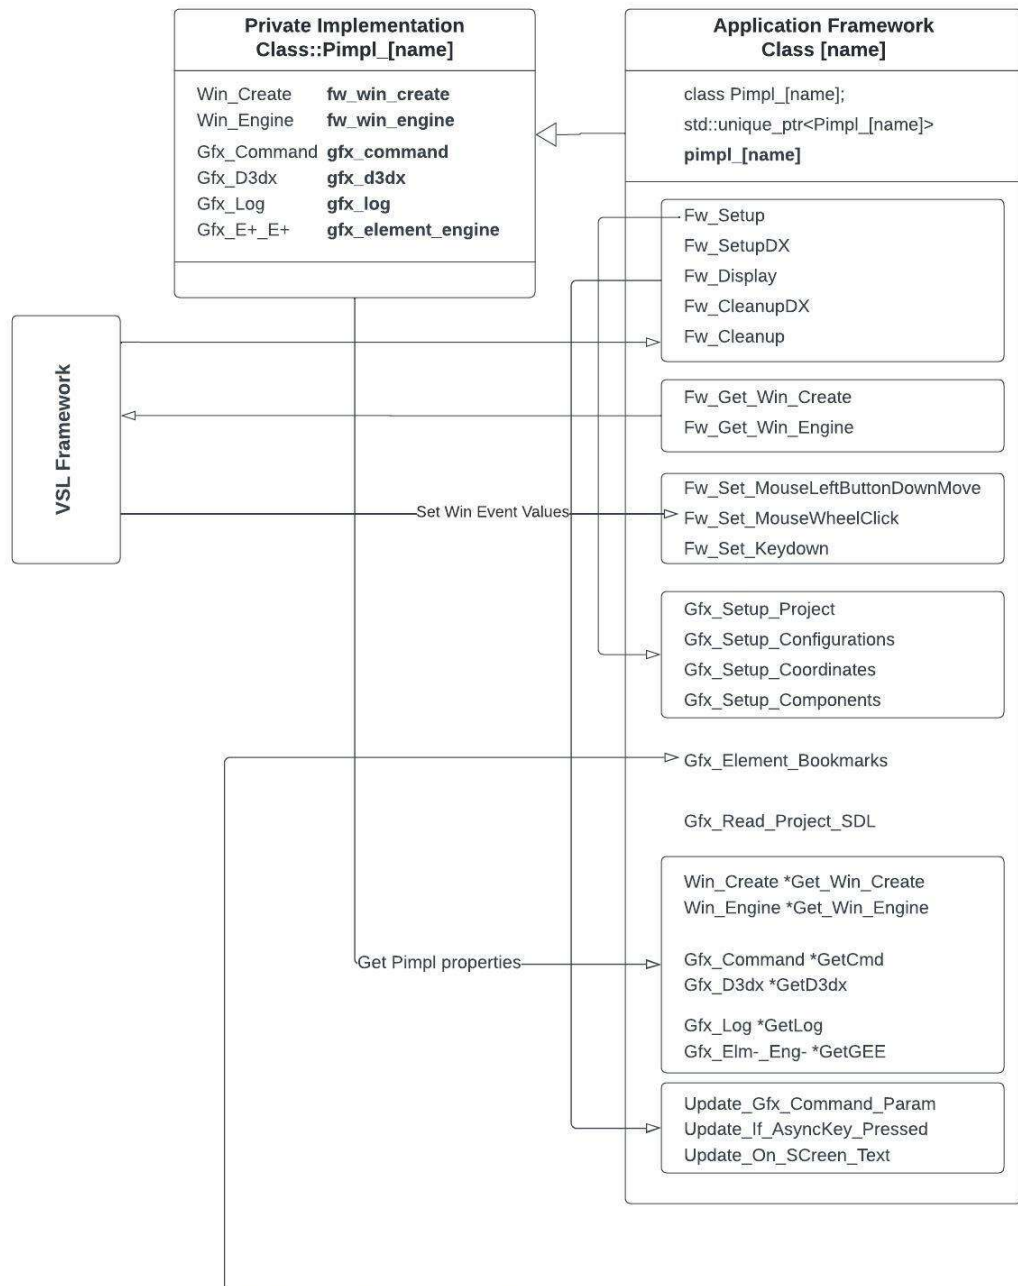 Private Implementation
Class::Pimpl_[name]
Win_Create fw_win_create
Win_Engine fw_win_engine
Gfx_Command gfx_command
Gfx_D3dx gfx_d3dx
Gfx_Log gfx_log
Gfx_E+_E+ gfx_element_engine
Application Framework
Class [name]
class Pimpl_[name];
std::unique_ptr<Pimpl_[name]>
pimpl_[name]
Fw_Setup
Fw_SetupDX
Fw_Display
Fw_CleanupDX
Fw_Cleanup
VSL Framework
Fw_Get_Win_Create
Fw_Get_Win_Engine
Set Win Event Values
Fw_Set_MouseLeftButtonDownMove
Fw_Set_MouseWheelClick
Fw_Set_Keydown
Gfx_Setup_Project
Gfx_Setup_Configurations
Gfx_Setup_Coordinates
Gfx_Setup_Components
Gfx_Element_Bookmarks
Gfx_Read_Project_SDL
Get Pimpl properties
Win_Create *Get_Win_Create
Win_Engine *Get_Win_Engine
Gfx_Command *GetCmd
Gfx_D3dx *GetD3dx
Gfx_Log *GetLog
Gfx_Elm-_Eng- *GetGEE
Update_Gfx_Command_Param
Update_If_AsyncKey_Pressed
Update_On_SCreen_Text